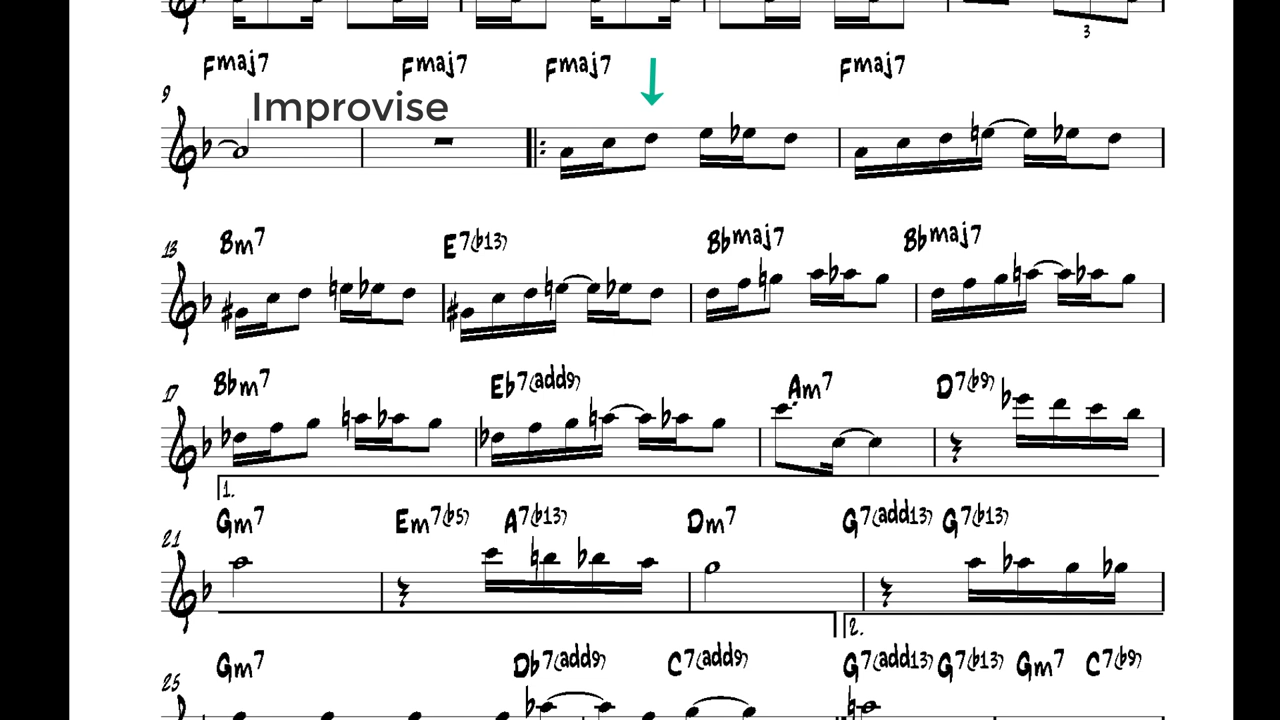 3
Fmaj7 Fmaj7 Fmaj7 Fmaj7
9
Improvise
13
Bm7 E7(b13) Bbmaj7 Bbmaj7
17
Bbm7 Eb7(add9) Am7 D7(b9)
1.
21
Gm7 Em7(b5) A7(b13) Dm7 G7(add13) G7(b13)
2.
25
Gm7 Db7(add9) C7(add9) G7(add13) G7(b13) Gm7 C7(b9)